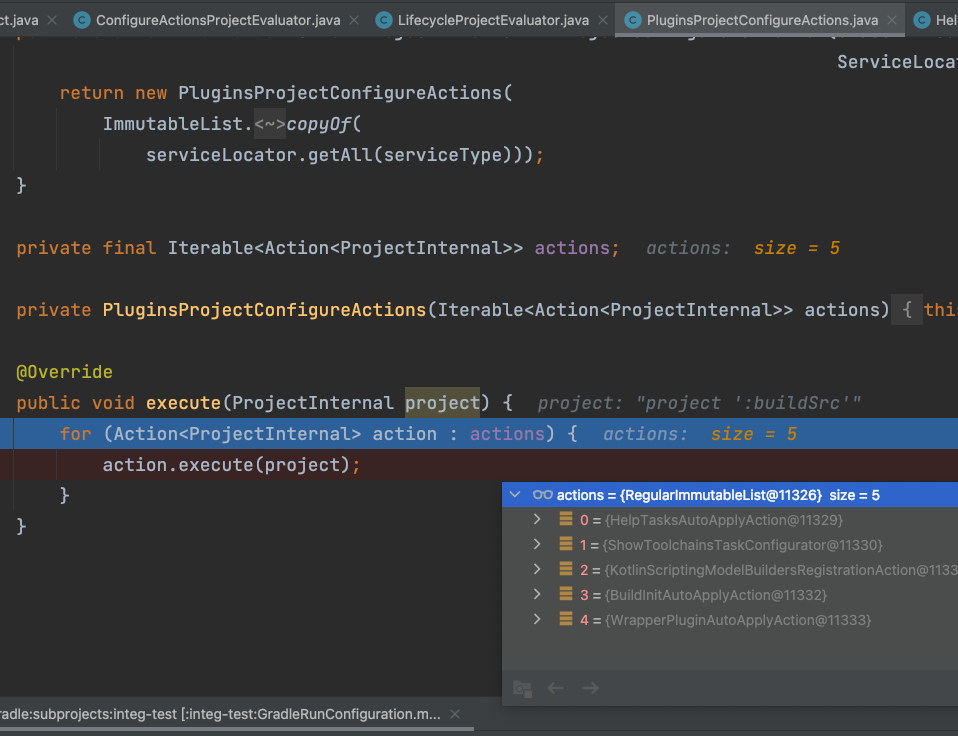 ct.java ConfigureActionsProjectEvaluator.java LifecycleProjectEvaluator.java PluginsProjectConfigureActions.java Hel
ServiceLocat
return new PluginsProjectConfigureActions(
ImmutableList.<~>copyOf(
serviceLocator.getAll(serviceType)));
}
private final Iterable<Action<ProjectInternal>> actions; actions: size = 5
private PluginsProjectConfigureActions(Iterable<Action<ProjectInternal>> actions) { this
@Override
public void execute(ProjectInternal project) { project: "project ':buildSrc'"
for (Action<ProjectInternal> action : actions) { actions: size = 5
action.execute(project);
}
}
actions = {RegularImmutableList@11326} size = 5
0 = {HelpTasksAutoApplyAction@11329}
1 = {ShowToolchainsTaskConfigurator@11330}
2 = {KotlinScriptingModelBuildersRegistrationAction@1133
3 = {BuildInitAutoApplyAction@11332}
4 = {WrapperPluginAutoApplyAction@11333}
radle:subprojects:integ-test [:integ-test:GradleRunConfiguration.m...